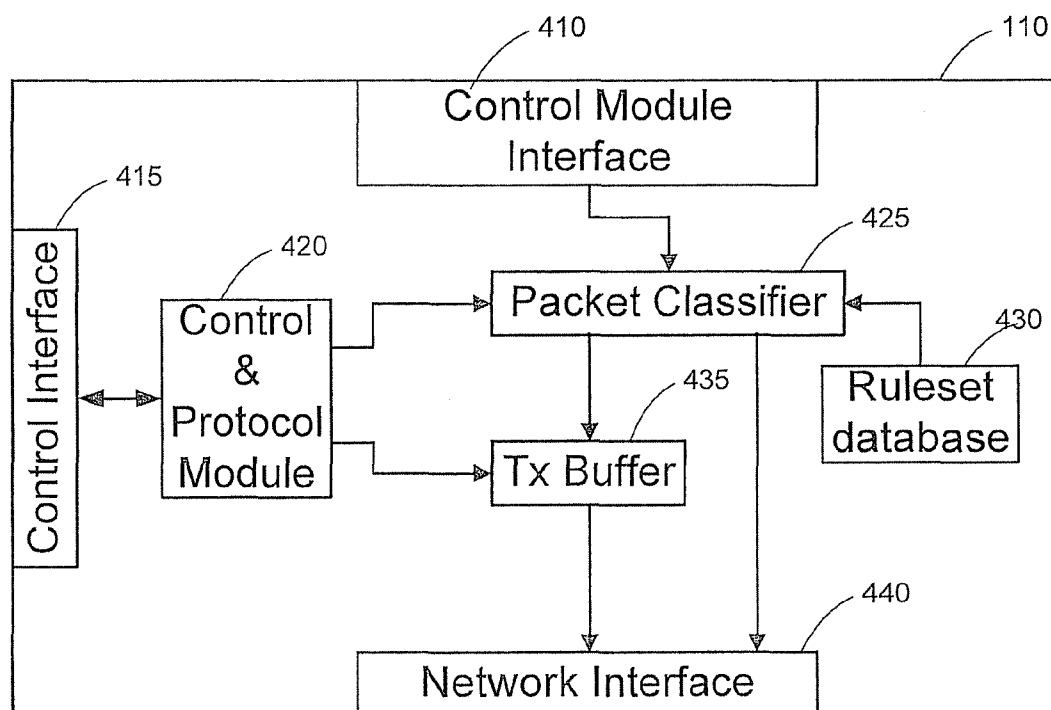 410
110
Control Module
Interface
415
Control Interface
420
Control
&
Protocol
Module
425
Packet Classifier
430
Ruleset
database
435
Tx Buffer
440
Network Interface